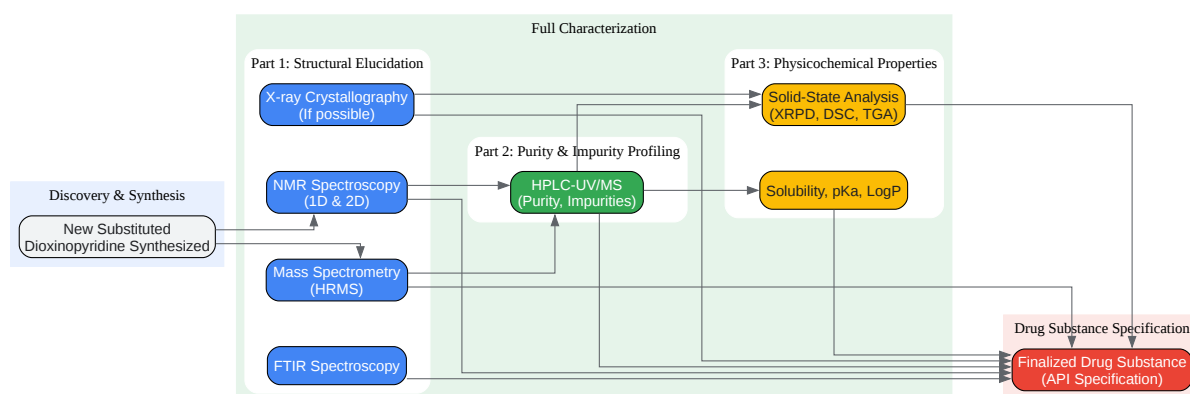 Full Characterization
Part 1: Structural Elucidation
X-ray Crystallography
(If possible)
NMR Spectroscopy
(1D & 2D)
Mass Spectrometry
(HRMS)
FTIR Spectroscopy
Part 2: Purity & Impurity Profiling
HPLC-UV/MS
(Purity, Impurities)
Part 3: Physicochemical Properties
Solid-State Analysis
(XRPD, DSC, TGA)
Solubility, pKa, LogP
Discovery & Synthesis
New Substituted
Dioxinopyridine Synthesized
Drug Substance Specification
Finalized Drug Substance
(API Specification)